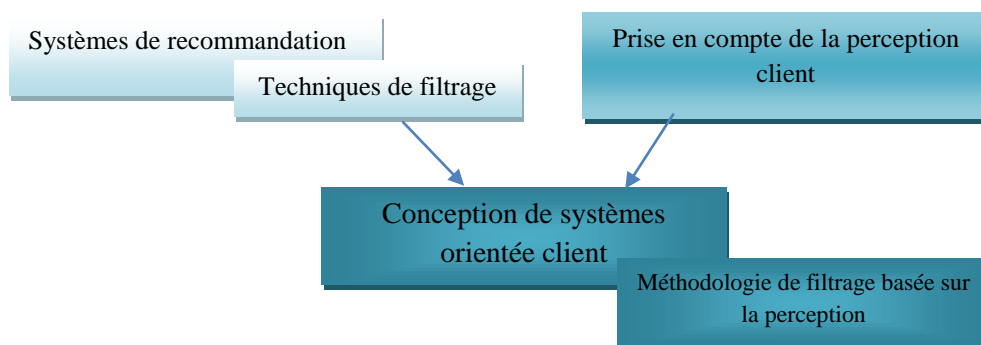 Systèmes de recommandation
Techniques de filtrage
Prise en compte de la perception
client
Conception de systèmes
orientée client
Méthodologie de filtrage basée sur
la perception